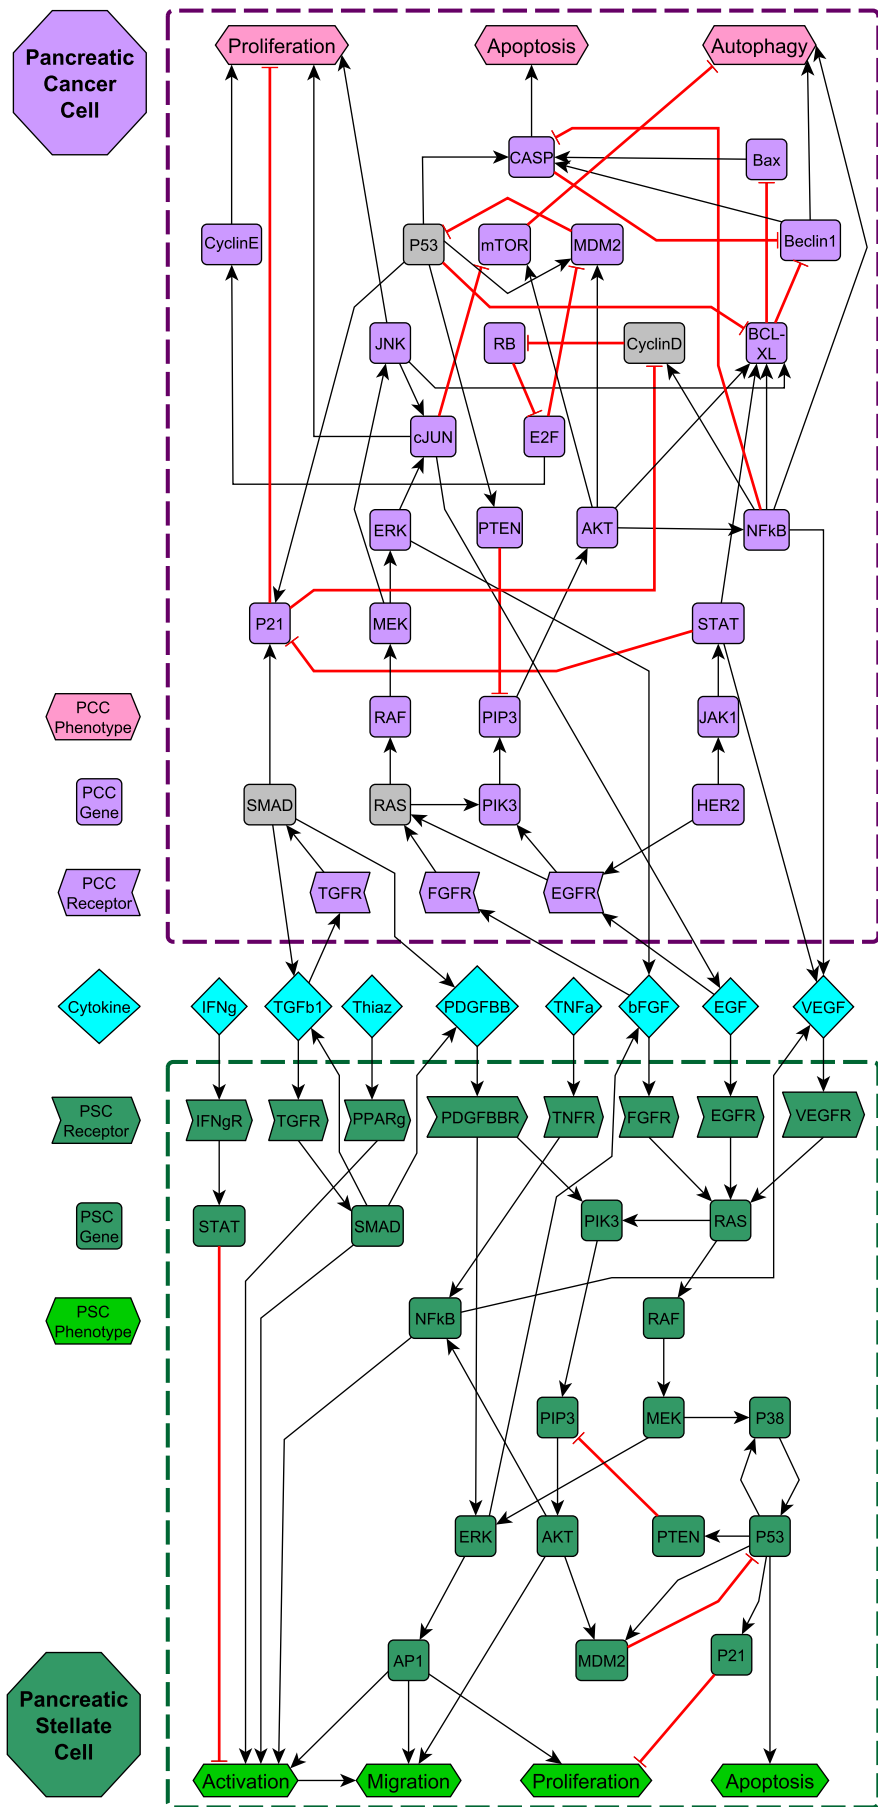 Pancreatic
Cancer
Cell
Proliferation
Apoptosis
Autophagy
CASP
Bax
CyclinE
P53
mTOR
MDM2
Beclin1
JNK
RB
CyclinD
BCL-
XL
cJUN
E2F
ERK
PTEN
AKT
NFkB
P21
MEK
STAT
PCC
Phenotype
RAF
PIP3
JAK1
PCC
Gene
SMAD
RAS
PIK3
HER2
PCC
Receptor
TGFR
FGFR
EGFR
Cytokine
IFNg
TGFb1
Thiaz
PDGFBB
TNFa
bFGF
EGF
VEGF
PSC
Receptor
IFNgR
TGFR
PPARg
PDGFBBR
TNFR
FGFR
EGFR
VEGFR
PSC
Gene
STAT
SMAD
PIK3
RAS
PSC
Phenotype
NFkB
RAF
PIP3
MEK
P38
ERK
AKT
PTEN
P53
AP1
MDM2
P21
Pancreatic
Stellate
Cell
Activation
Migration
Proliferation
Apoptosis